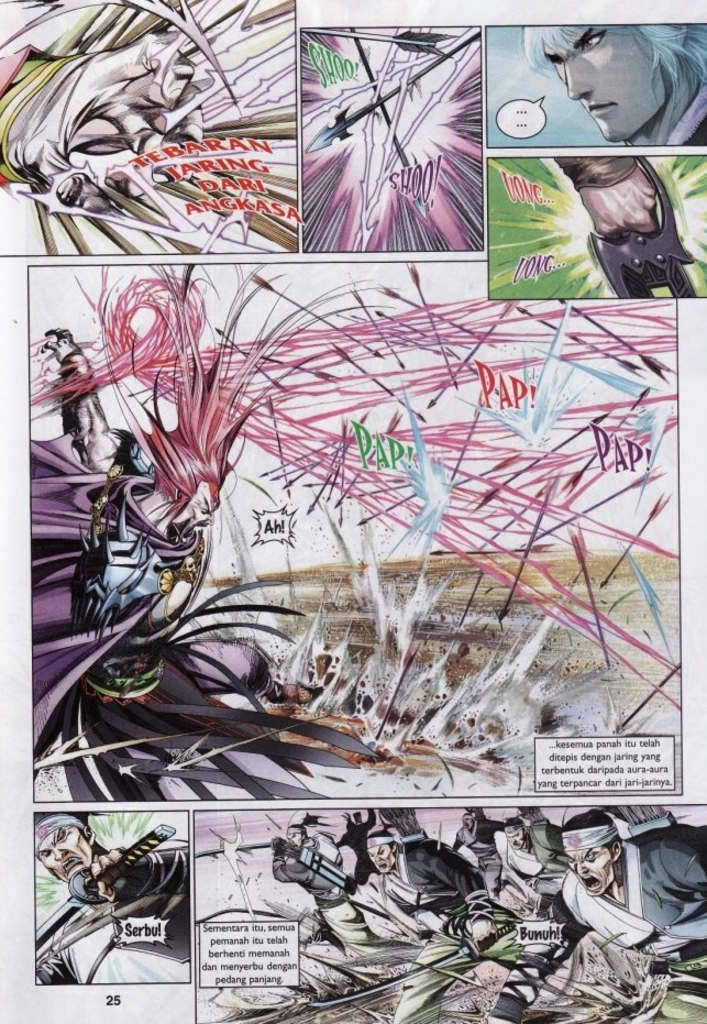 TEBARAN
JARING
DARI
ANGKASA
SHOO!
SHOO!
...
...
UONG...
UONG...
PAP!
PAP!
PAP!
Ah!
...kesemua panah itu telah
ditepis dengan jaring yang
terbentuk daripada aura-aura
yang terpancar dari jari-jarinya.
Serbu!
Sementara itu, semua
pemanah itu telah
berhenti memanah
dan menyerbu dengan
pedang panjang.
Bunuh!
25